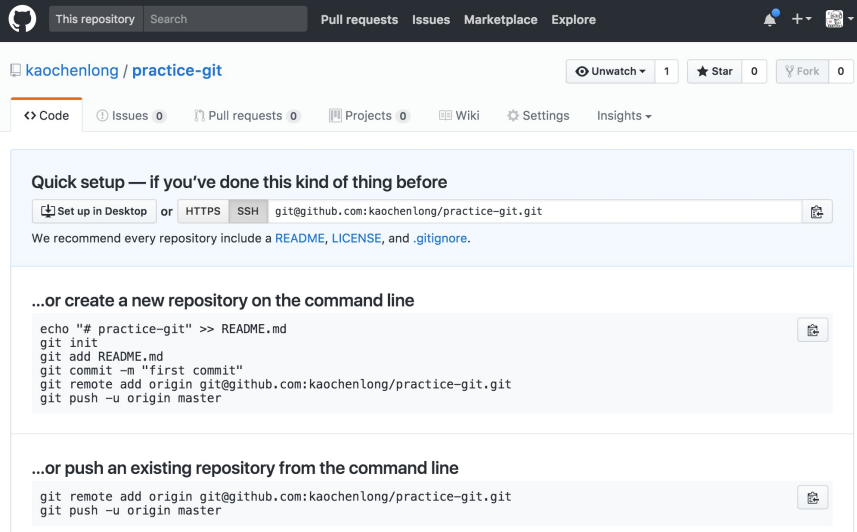 This repository Search Pull requests Issues Marketplace Explore
kaochenlong / practice-git Unwatch 1 Star 0 Fork 0
<> Code Issues 0 Pull requests 0 Projects 0 Wiki Settings Insights
Quick setup — if you've done this kind of thing before
Set up in Desktop or HTTPS SSH git@github.com:kaochenlong/practice-git.git
We recommend every repository include a README, LICENSE, and .gitignore.
...or create a new repository on the command line
echo "# practice-git" >> README.md
git init
git add README.md
git commit -m "first commit"
git remote add origin git@github.com:kaochenlong/practice-git.git
git push -u origin master
...or push an existing repository from the command line
git remote add origin git@github.com:kaochenlong/practice-git.git
git push -u origin master